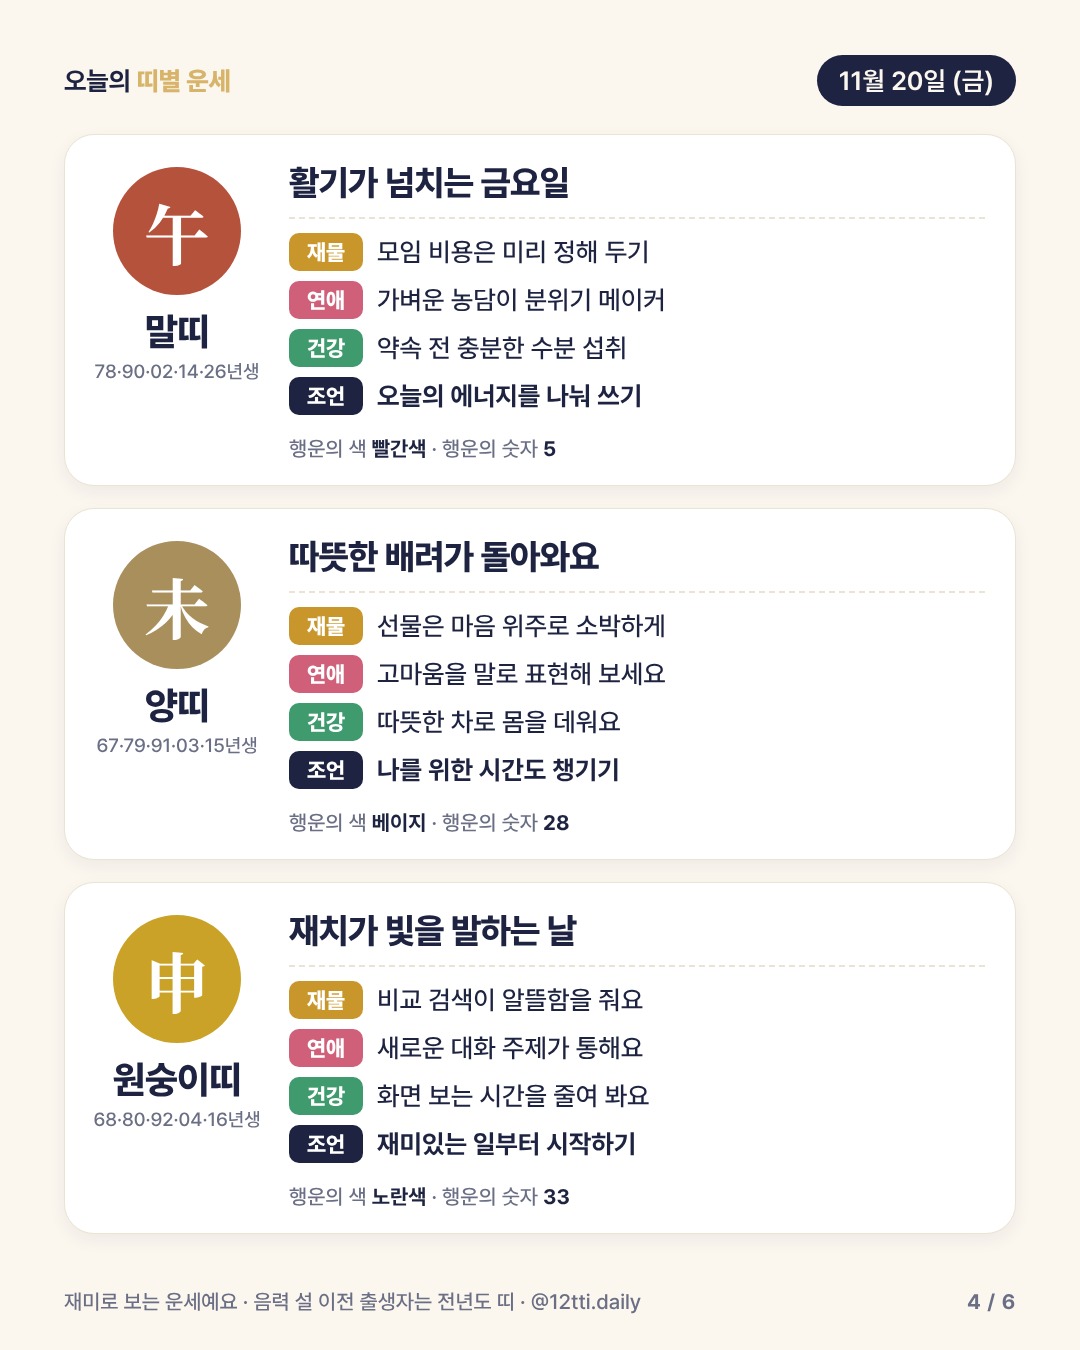 오늘의 띠별 운세
11월 20일 (금)
午
말띠
78·90·02·14·26년생
활기가 넘치는 금요일
재물 모임 비용은 미리 정해 두기
연애 가벼운 농담이 분위기 메이커
건강 약속 전 충분한 수분 섭취
조언 오늘의 에너지를 나눠 쓰기
행운의 색 빨간색 · 행운의 숫자 5
未
양띠
67·79·91·03·15년생
따뜻한 배려가 돌아와요
재물 선물은 마음 위주로 소박하게
연애 고마움을 말로 표현해 보세요
건강 따뜻한 차로 몸을 데워요
조언 나를 위한 시간도 챙기기
행운의 색 베이지 · 행운의 숫자 28
申
원숭이띠
68·80·92·04·16년생
재치가 빛을 발하는 날
재물 비교 검색이 알뜰함을 줘요
연애 새로운 대화 주제가 통해요
건강 화면 보는 시간을 줄여 봐요
조언 재미있는 일부터 시작하기
행운의 색 노란색 · 행운의 숫자 33
재미로 보는 운세예요 · 음력 설 이전 출생자는 전년도 띠 · @12tti.daily
4 / 6